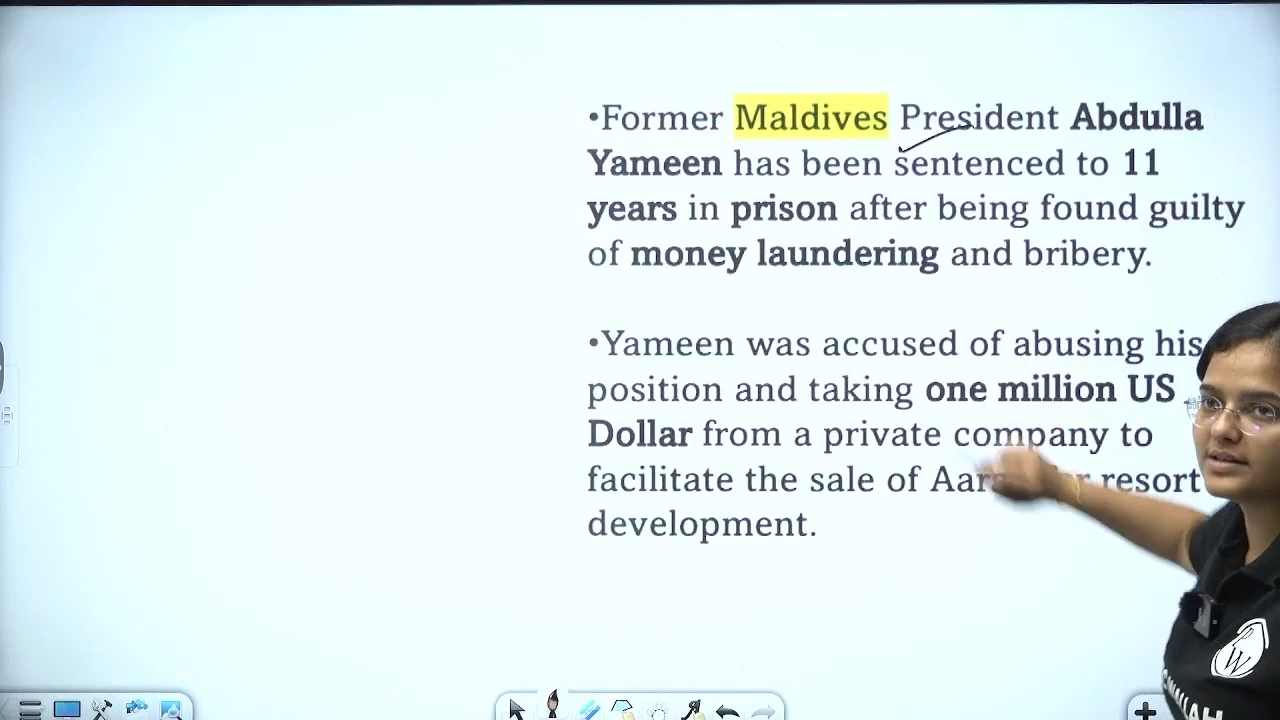 •Former Maldives President Abdulla
Yameen has been sentenced to 11
years in prison after being found guilty
of money laundering and bribery.
•Yameen was accused of abusing his
position and taking one million US
Dollar from a private company to
facilitate the sale of resort
development.
W